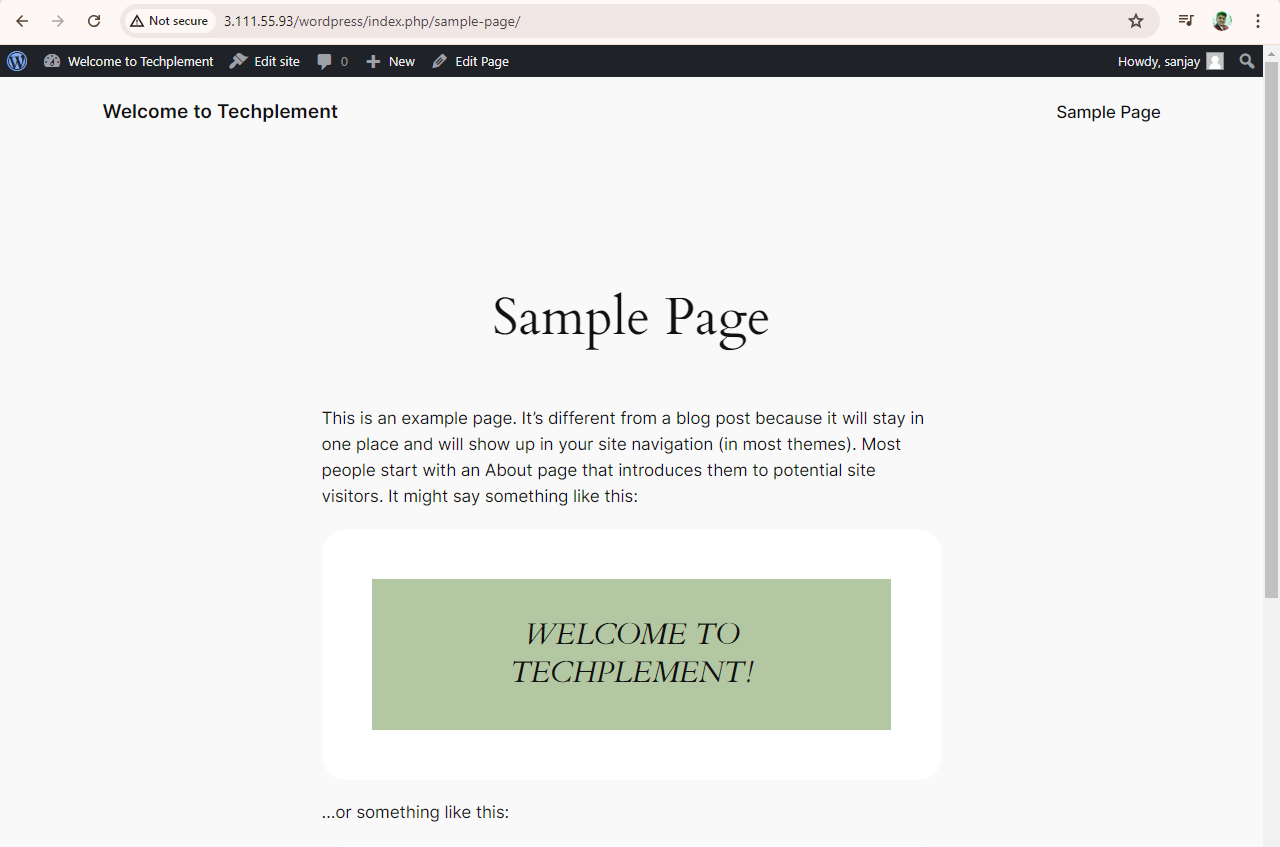 Not secure 3.111.55.93/wordpress/index.php/sample-page/
Welcome to Techplement Edit site 0 New Edit Page Howdy, sanjay
Welcome to Techplement Sample Page
Sample Page
This is an example page. It’s different from a blog post because it will stay in
one place and will show up in your site navigation (in most themes). Most
people start with an About page that introduces them to potential site
visitors. It might say something like this:
WELCOME TO
TECHPLEMENT!
…or something like this: